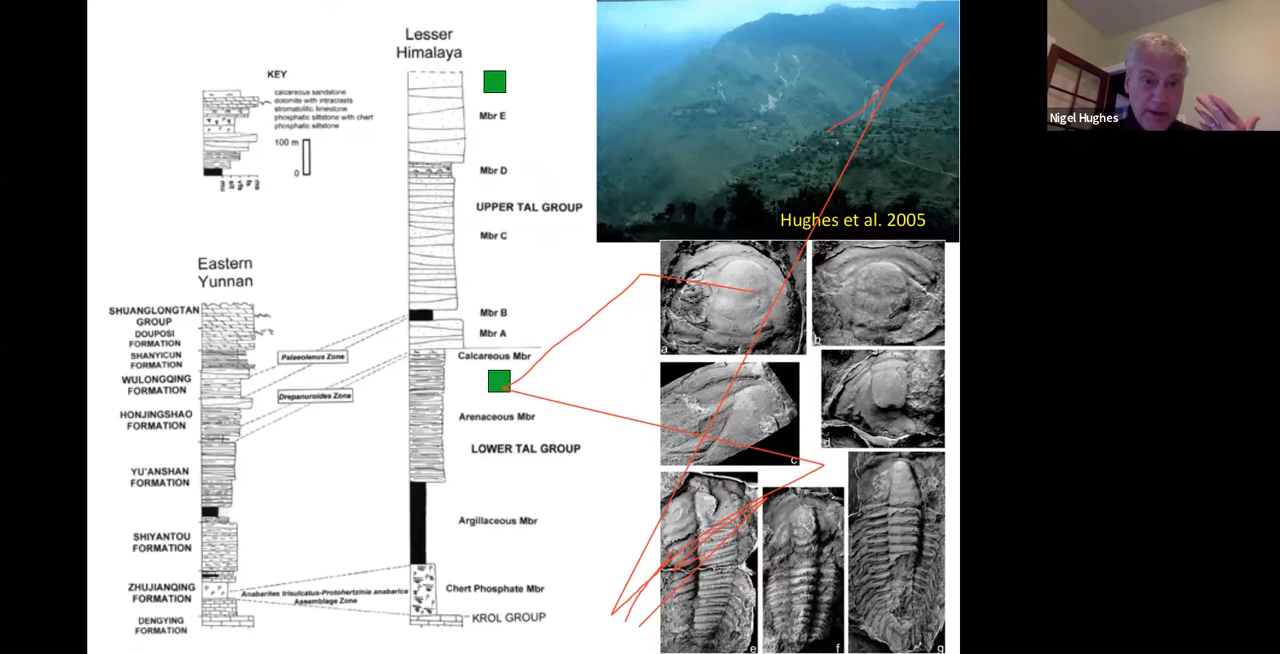 Lesser
Himalaya
KEY
calcareous sandstone
dolomite with intraclasts
stromatolitic limestone
phosphatic siltstone with chert
phosphatic siltstone
100 m
0
Mbr E
Mbr D
UPPER TAL GROUP
Mbr C
Mbr B
Mbr A
Calcareous Mbr
Arenaceous Mbr
LOWER TAL GROUP
Argillaceous Mbr
Chert Phosphate Mbr
KROL GROUP
Eastern
Yunnan
SHUANGLONGTAN
GROUP
DOUPOSI
FORMATION
SHANYICUN
FORMATION
WULONGQING
FORMATION
HONJINGSHAO
FORMATION
YU'ANSHAN
FORMATION
SHIYANTOU
FORMATION
ZHUJIANQING
FORMATION
DENGYING
FORMATION
Palaeolenus Zone
Drepanuroides Zone
Anabarites trisulcatus-Protohertzinia anabarica
Assemblage Zone
Hughes et al. 2005
a
b
c
d
e
f
g
Nigel Hughes